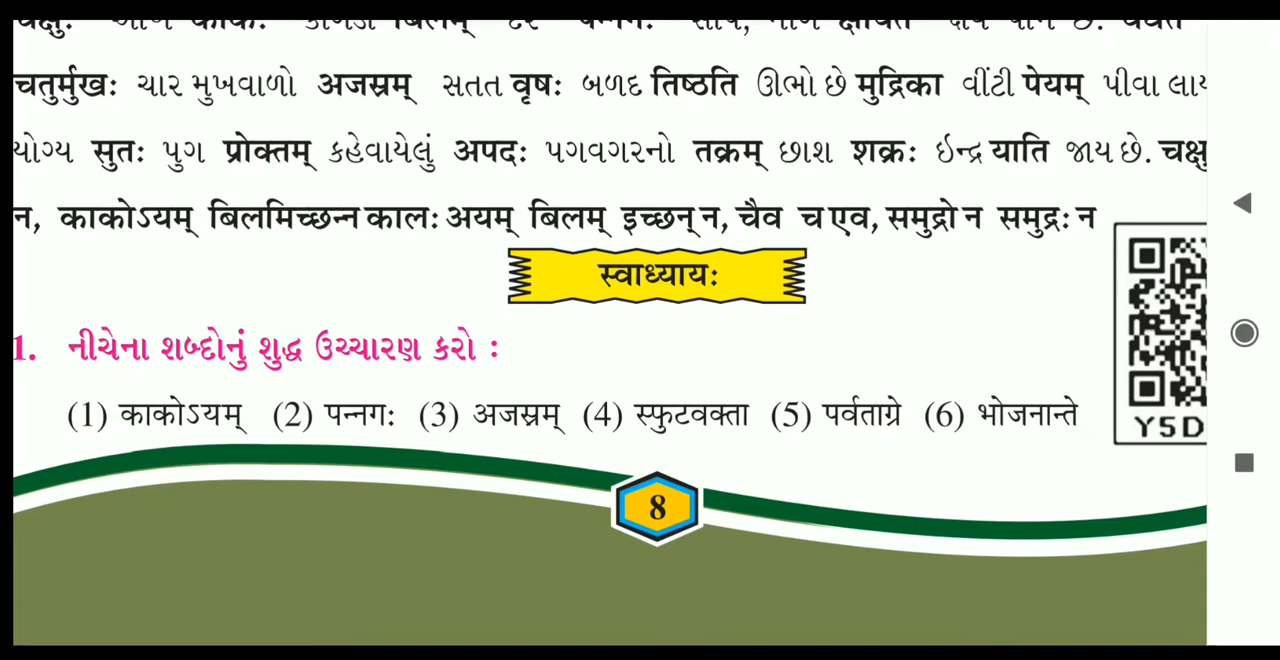 चतुर्मुखः ચાર મુખવાળો अजस्रम् સતત वृषः બળદ तिष्ठति ઊભો છે मुद्रिका વીંટી पेयम् પીવા
યોગ્ય सुतः પુગ प्रोक्तम् કહેવાયેલું अपदः પગવગરનો तक्रम् છાશ शक्रः ઇન્દ્ર याति જાય છે. चक्षु
न, काकोऽयम् बिलमिच्छन्न कालः अयम् बिलम् इच्छन् न, चैव च एव, समुद्रो न समुद्रः न
स्वाध्यायः
1. નીચેના શબ્દોનું શુદ્ધ ઉચ્ચારણ કરો :
(1) काकोऽयम् (2) पन्नगः (3) अजस्रम् (4) स्फुटवक्ता (5) पर्वताग्रे (6) भोजनान्ते
Y5D
8